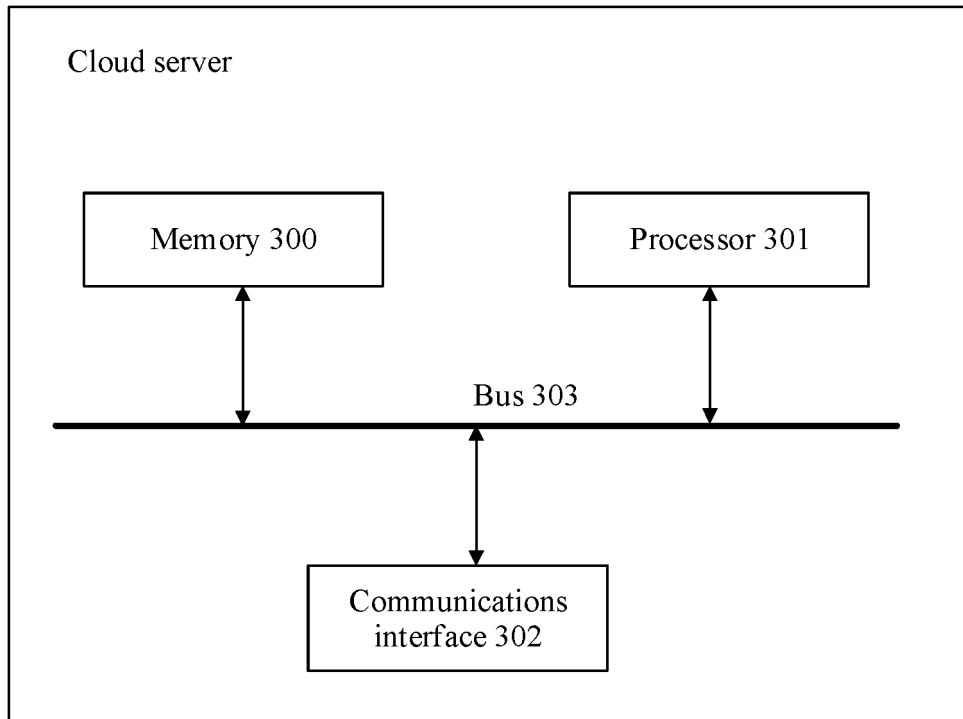 Cloud server
Memory 300
Processor 301
Bus 303
Communications
interface 302